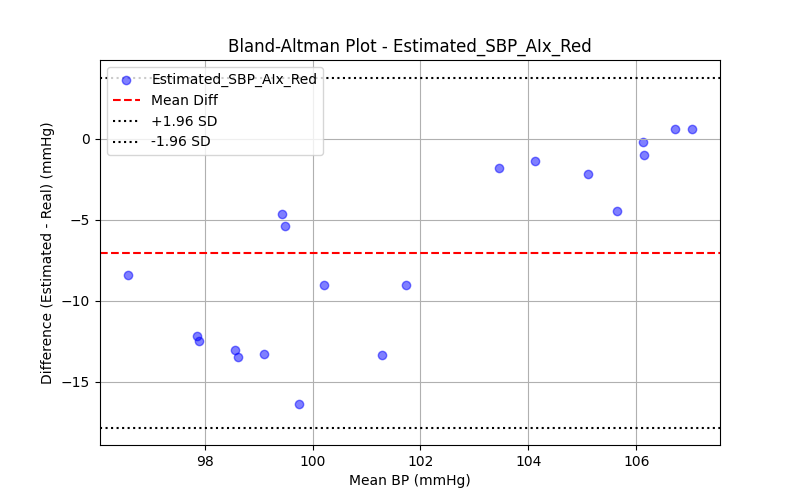 Bland-Altman Plot - Estimated_SBP_AIx_Red
Estimated_SBP_AIx_Red
Mean Diff
+1.96 SD
-1.96 SD
0
−5
−10
−15
Difference (Estimated - Real) (mmHg)
98 100 102 104 106
Mean BP (mmHg)